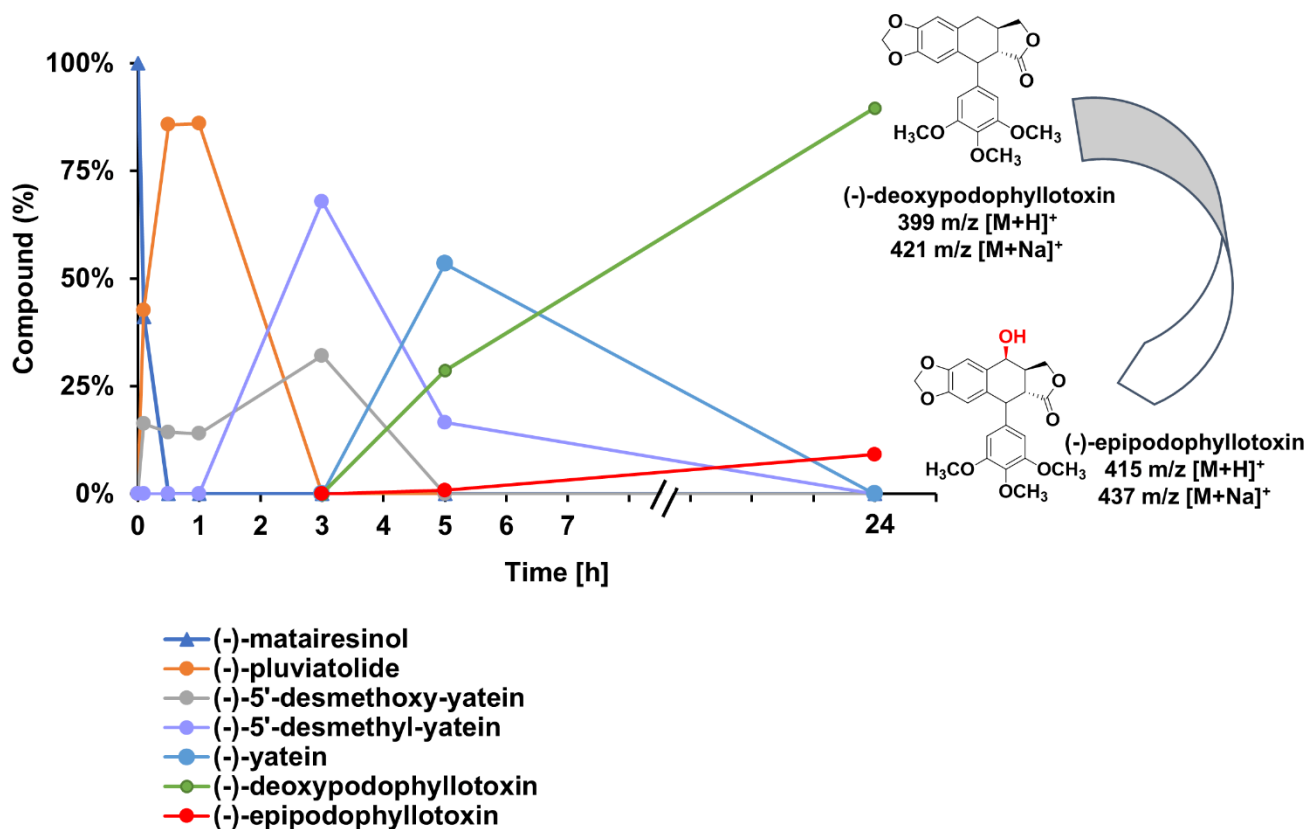 100%
75%
50%
25%
0%
Compound (%)
0 1 2 3 4 5 6 7 24
Time [h]
O
O
O
O
H3CO
OCH3
OCH3
(-)-deoxypodophyllotoxin
399 m/z [M+H]+
421 m/z [M+Na]+
OH
O
O
O
O
H3CO
OCH3
OCH3
(-)-epipodophyllotoxin
415 m/z [M+H]+
437 m/z [M+Na]+
(-)-matairesinol
(-)-pluviatolide
(-)-5'-desmethoxy-yatein
(-)-5'-desmethyl-yatein
(-)-yatein
(-)-deoxypodophyllotoxin
(-)-epipodophyllotoxin